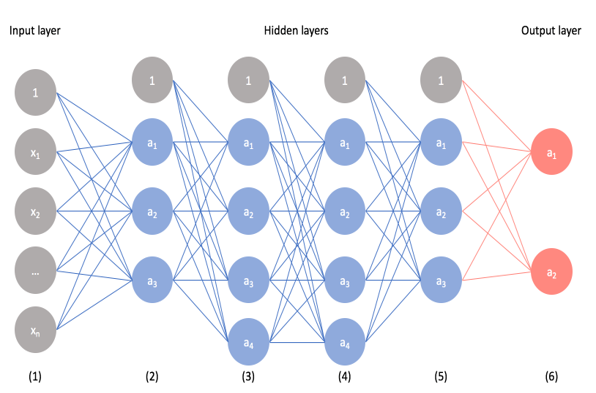 Input layer
Hidden layers
Output layer
1
x1
x2
...
xn
(1)
1
a1
a2
a3
(2)
1
a1
a2
a3
a4
(3)
1
a1
a2
a3
a4
(4)
1
a1
a2
a3
(5)
a1
a2
(6)